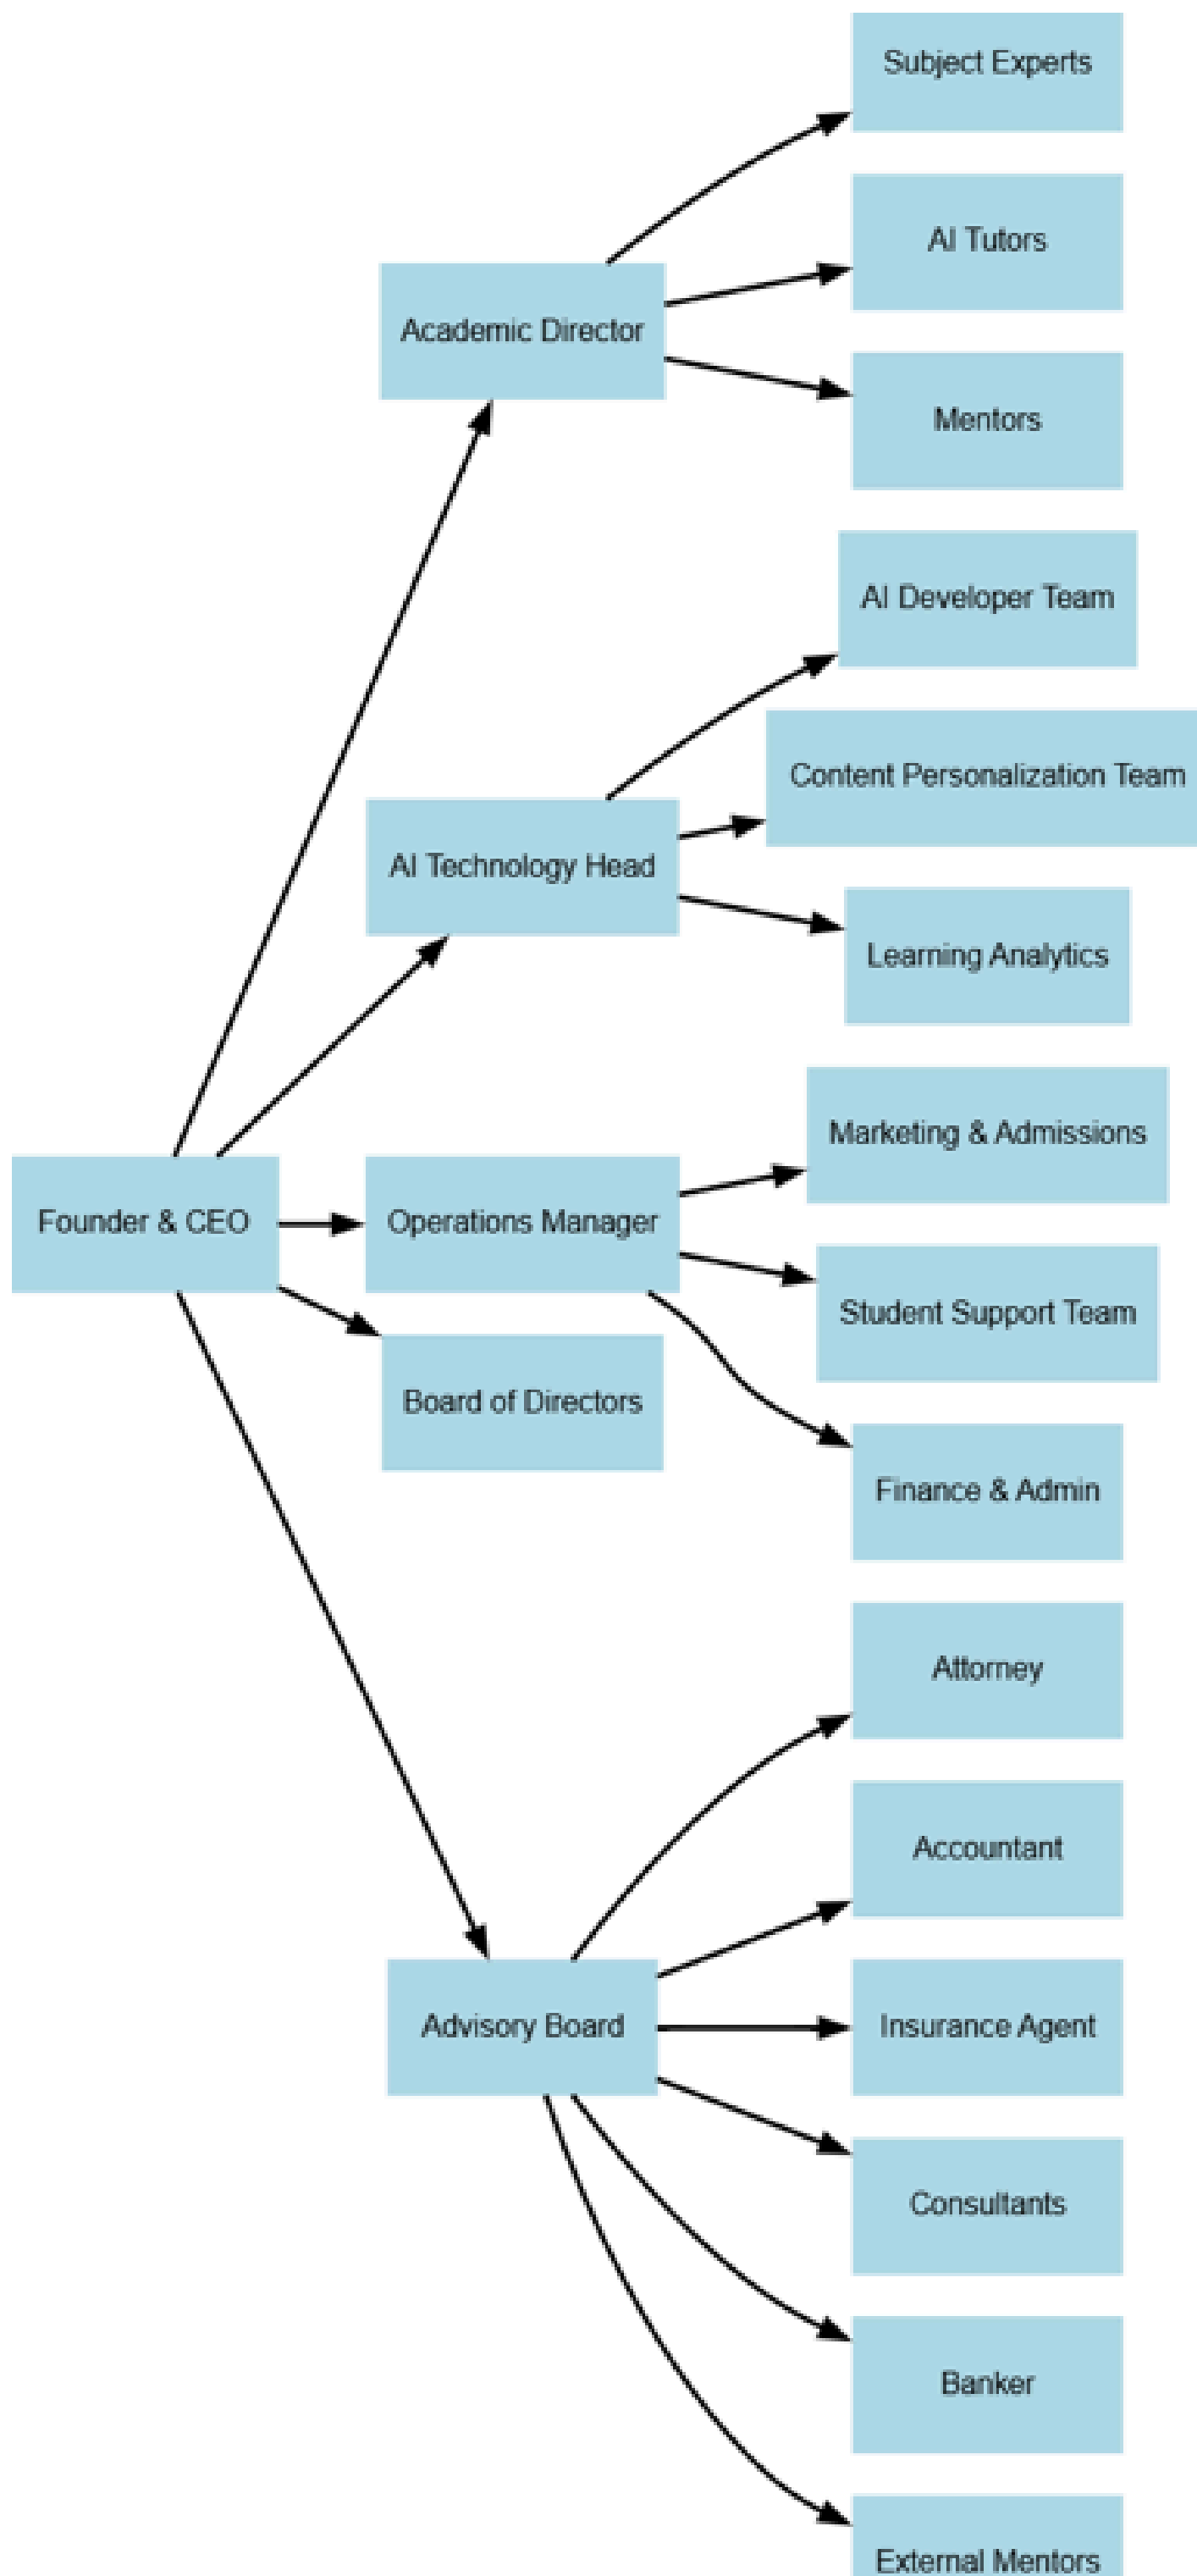 Subject Experts
AI Tutors
Academic Director
Mentors
AI Developer Team
Content Personalization Team
AI Technology Head
Learning Analytics
Marketing & Admissions
Founder & CEO
Operations Manager
Student Support Team
Board of Directors
Finance & Admin
Attorney
Accountant
Advisory Board
Insurance Agent
Consultants
Banker
External Mentors